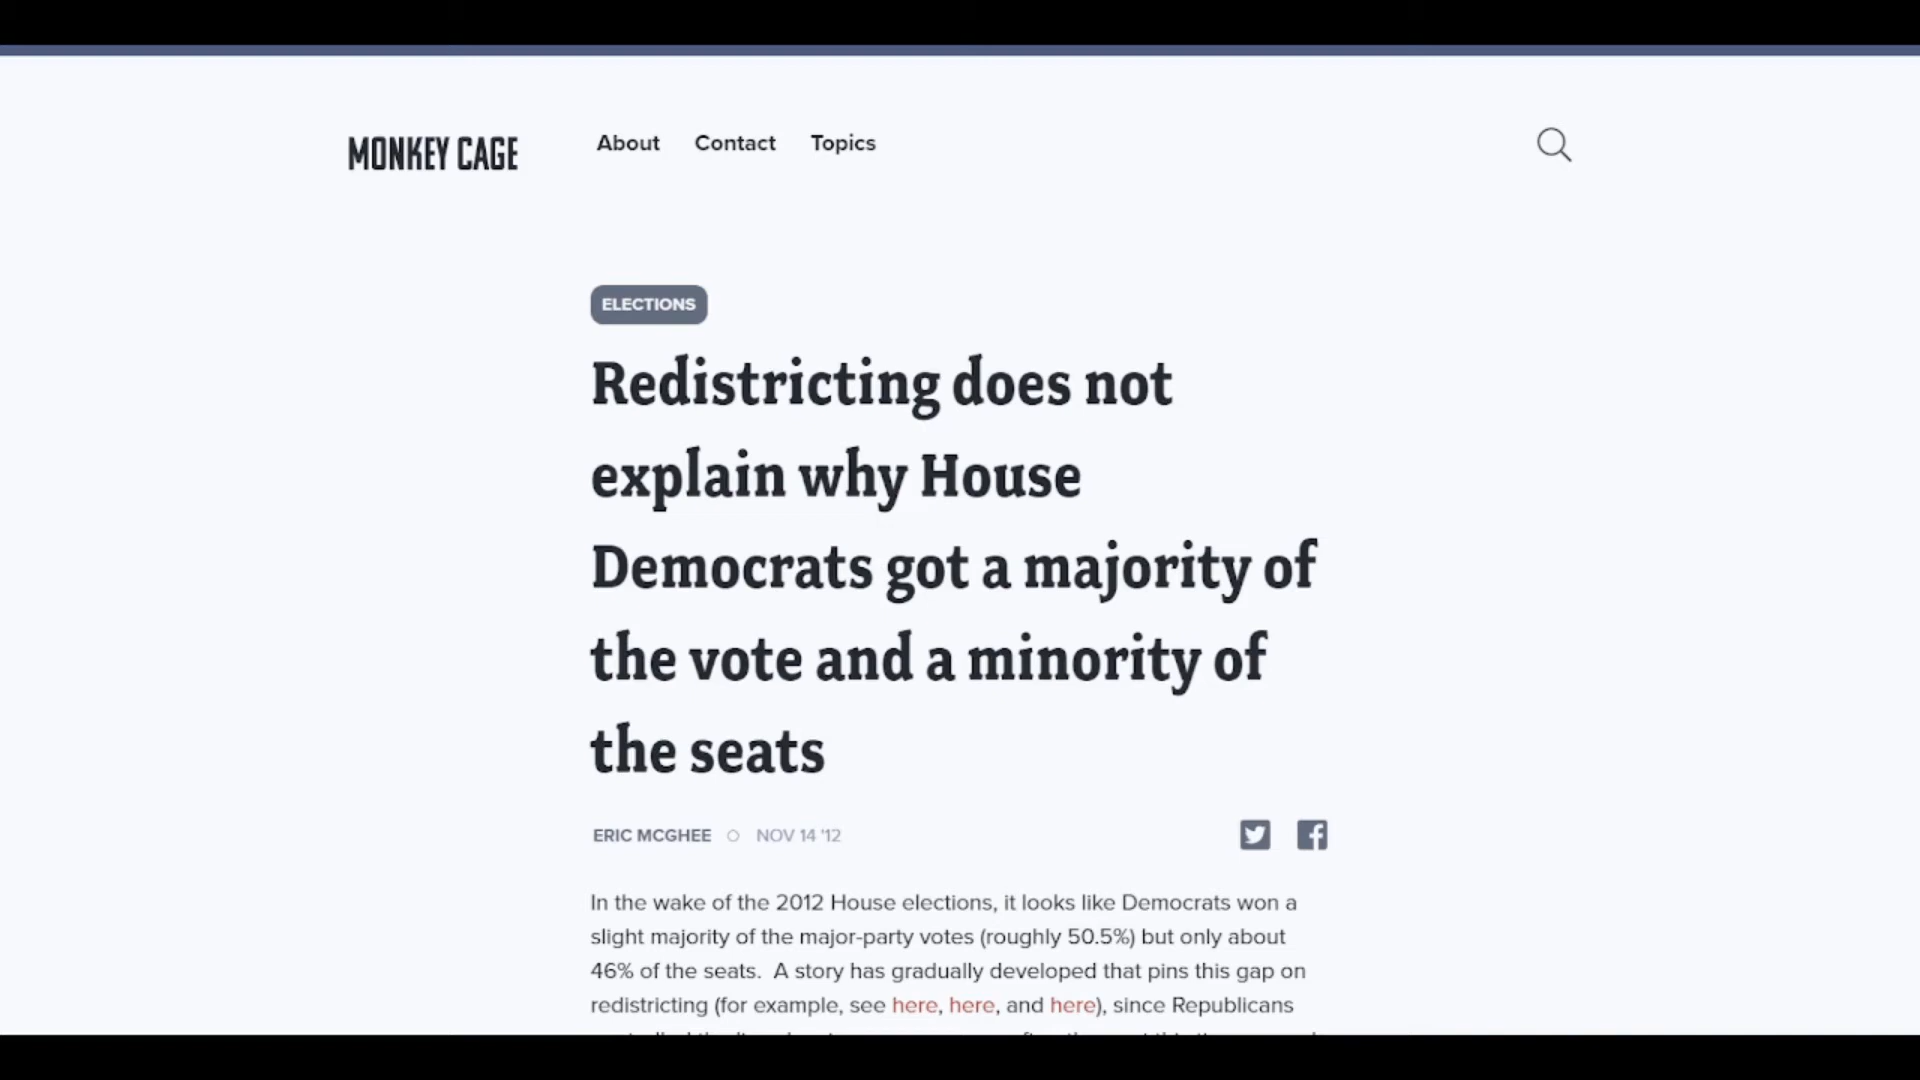 MONKEY CAGE
About Contact Topics
ELECTIONS
Redistricting does not
explain why House
Democrats got a majority of
the vote and a minority of
the seats
ERIC MCGHEE NOV 14 '12
In the wake of the 2012 House elections, it looks like Democrats won a
slight majority of the major-party votes (roughly 50.5%) but only about
46% of the seats. A story has gradually developed that pins this gap on
redistricting (for example, see here, here, and here), since Republicans